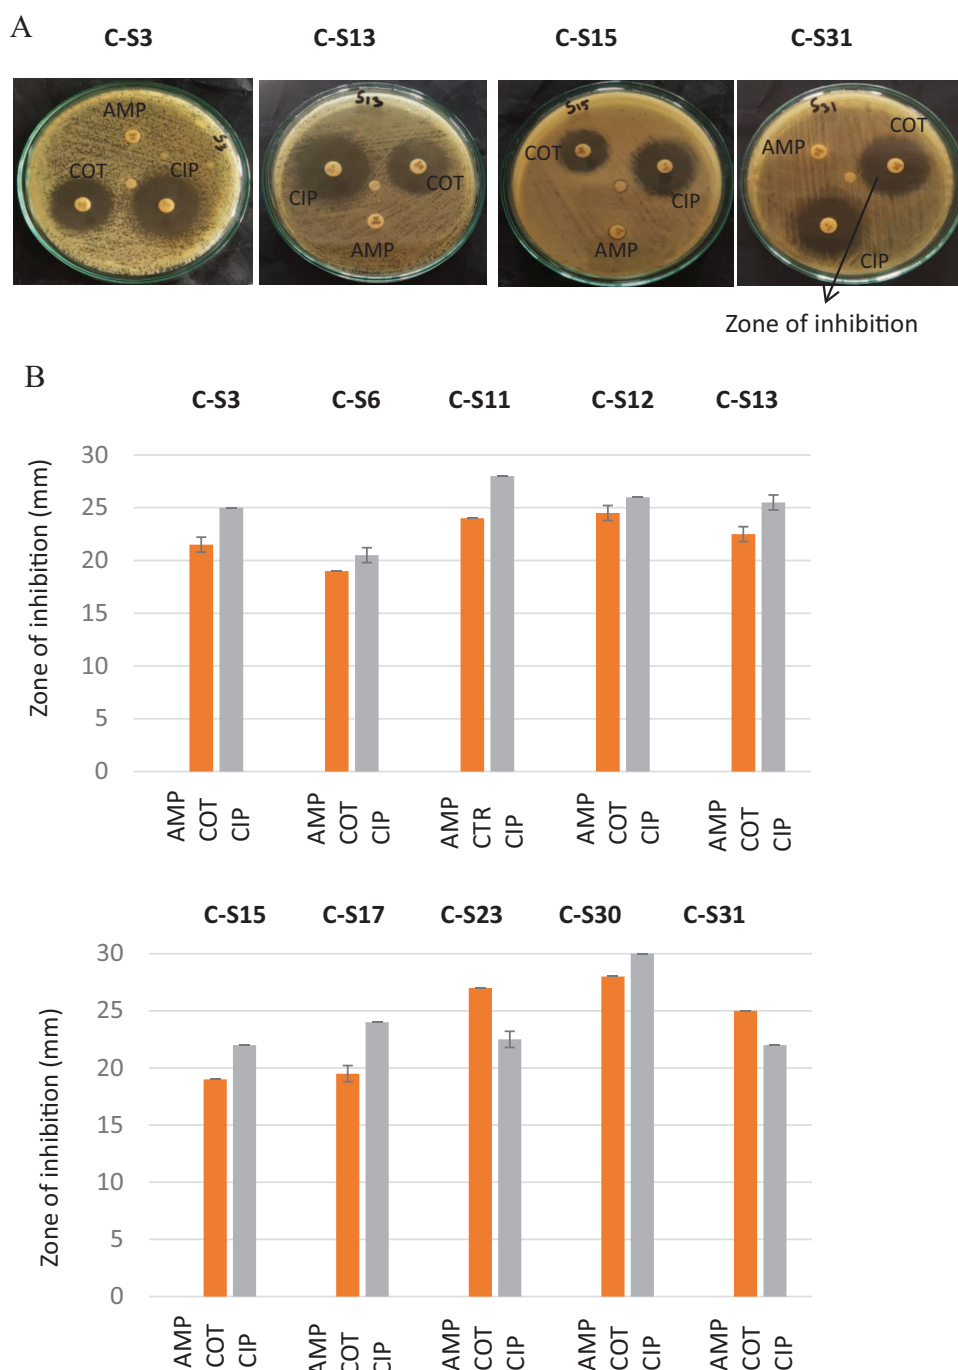 A
C-S3 C-S13 C-S15 C-S31
AMP
COT
CIP
S3
S13
CIP
COT
AMP
S15
COT
CIP
AMP
S31
COT
AMP
CIP
Zone of inhibition
B
C-S3 C-S6 C-S11 C-S12 C-S13
Zone of inhibition (mm)
30
25
20
15
10
5
0
AMP COT CIP AMP COT CIP AMP CTR CIP AMP COT CIP AMP COT CIP
C-S15 C-S17 C-S23 C-S30 C-S31
Zone of inhibition (mm)
30
25
20
15
10
5
0
AMP COT CIP AMP COT CIP AMP COT CIP AMP COT CIP AMP COT CIP